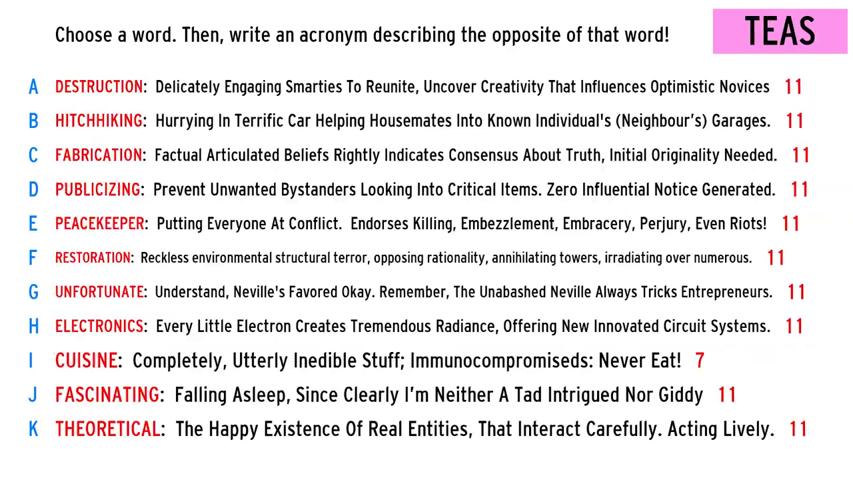 Choose a word. Then, write an acronym describing the opposite of that word!
TEAS
A DESTRUCTION: Delicately Engaging Smarties To Reunite, Uncover Creativity That Influences Optimistic Novices 11
B HITCHHIKING: Hurrying In Terrific Car Helping Housemates Into Known Individual's (Neighbour's) Garages. 11
C FABRICATION: Factual Articulated Beliefs Rightly Indicates Consensus About Truth, Initial Originality Needed. 11
D PUBLICIZING: Prevent Unwanted Bystanders Looking Into Critical Items. Zero Influential Notice Generated. 11
E PEACEKEEPER: Putting Everyone At Conflict. Endorses Killing, Embezzlement, Embracery, Perjury, Even Riots! 11
F RESTORATION: Reckless environmental structural terror, opposing rationality, annihilating towers, irradiating over numerous. 11
G UNFORTUNATE: Understand, Neville's Favored Okay. Remember, The Unabashed Neville Always Tricks Entrepreneurs. 11
H ELECTRONICS: Every Little Electron Creates Tremendous Radiance, Offering New Innovated Circuit Systems. 11
I CUISINE: Completely, Utterly Inedible Stuff; Immunocompromiseds: Never Eat! 7
J FASCINATING: Falling Asleep, Since Clearly I'm Neither A Tad Intrigued Nor Giddy 11
K THEORETICAL: The Happy Existence Of Real Entities, That Interact Carefully. Acting Lively. 11